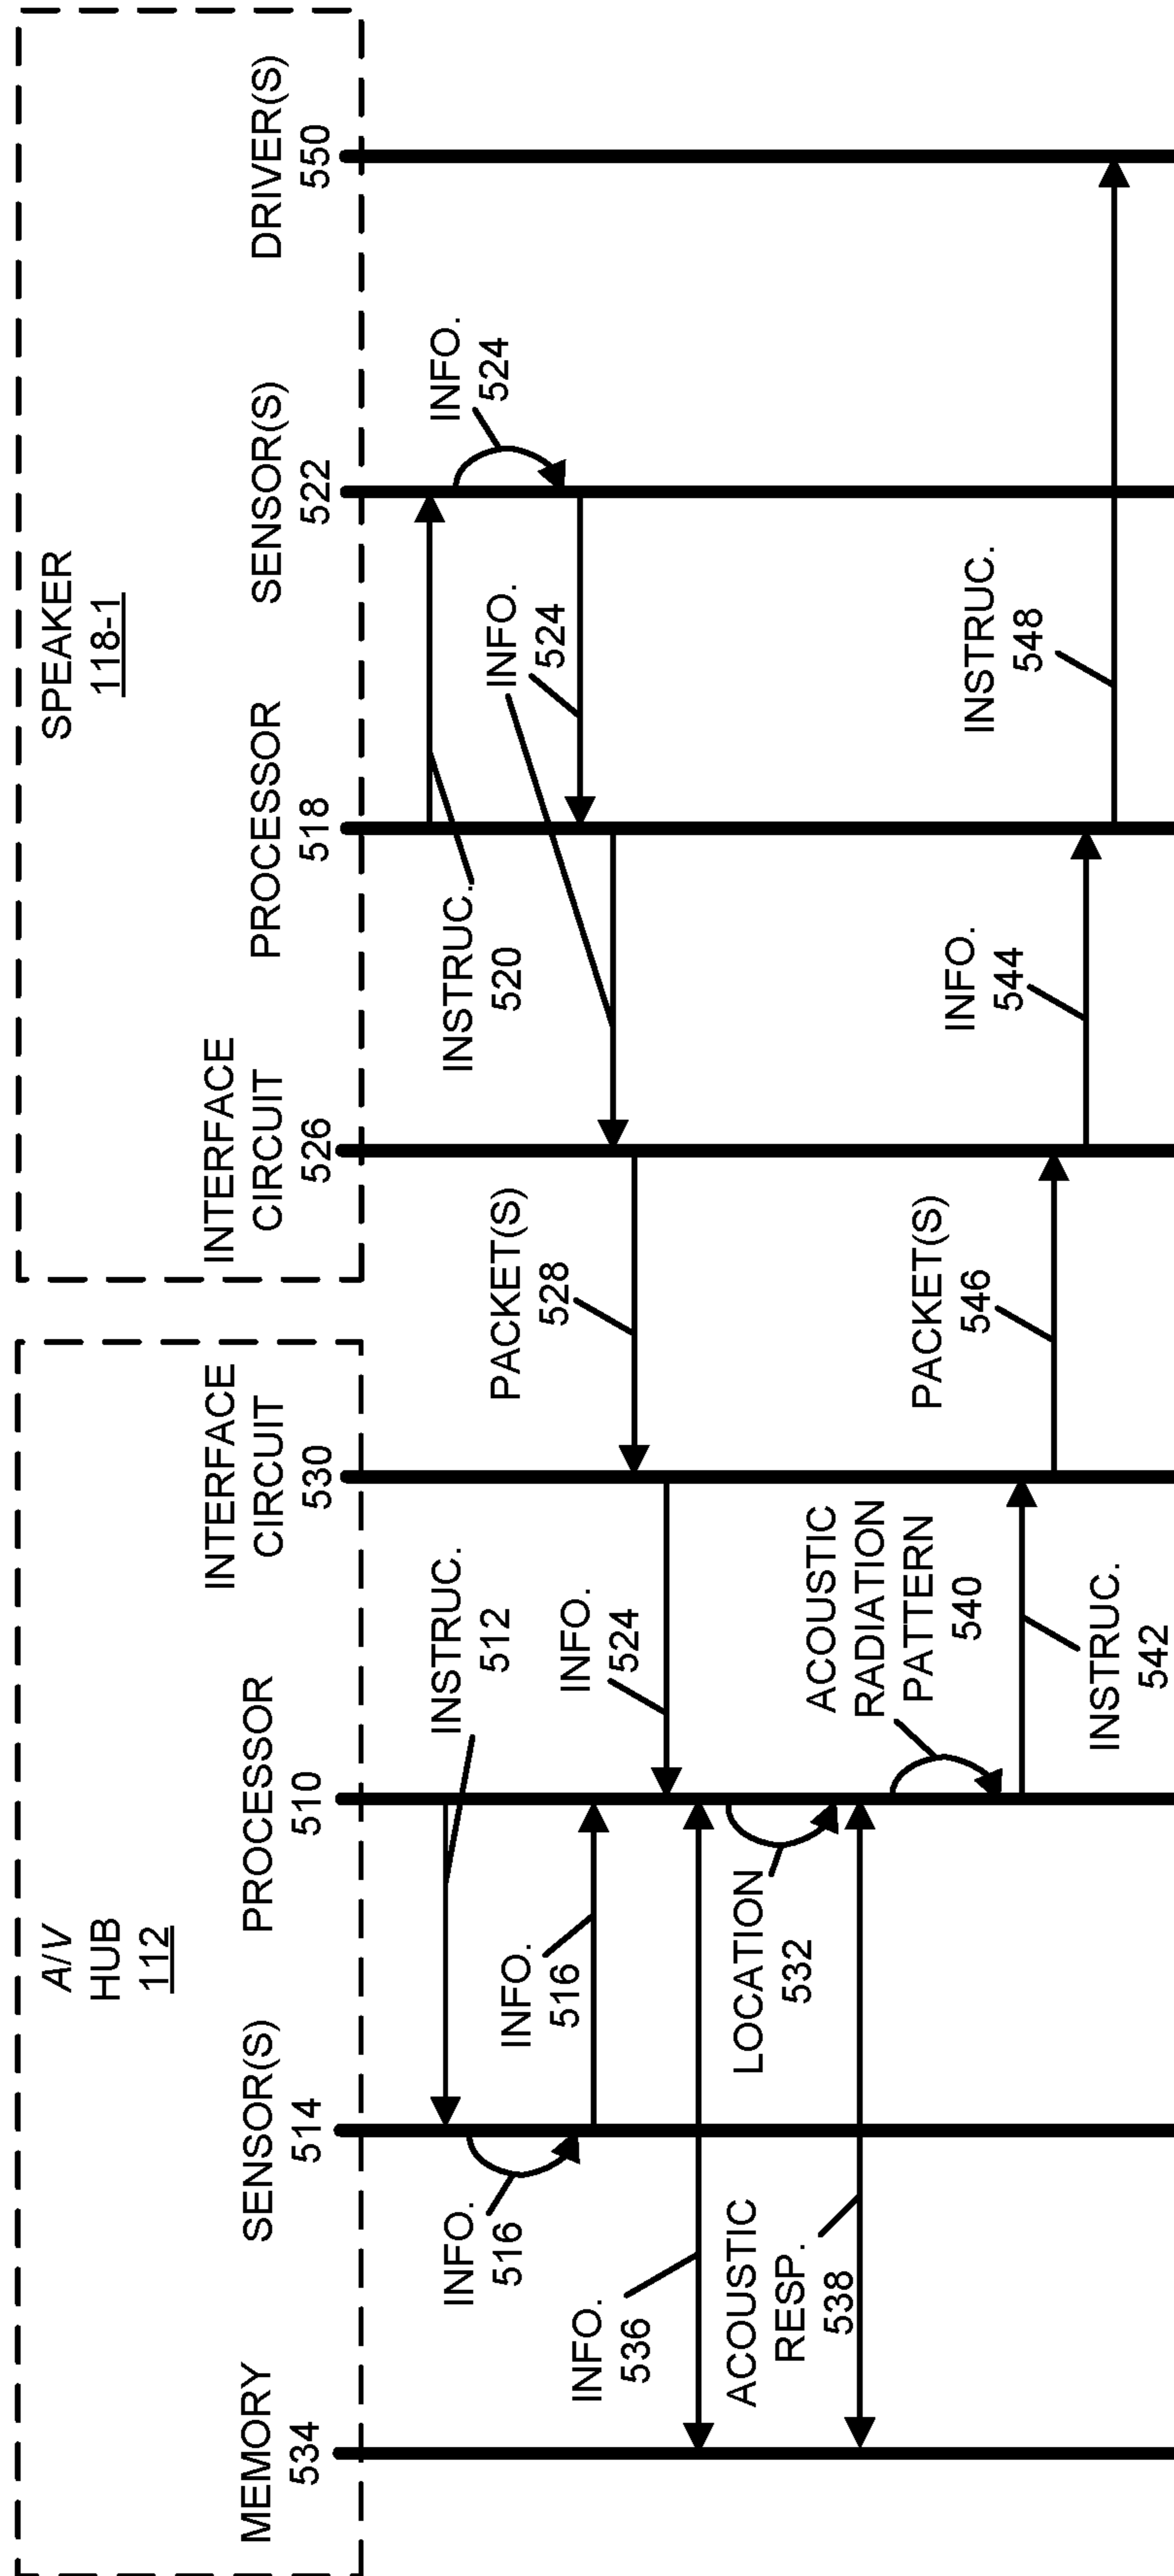 A/V
HUB
112
SPEAKER
118-1
MEMORY
534
SENSOR(S)
514
PROCESSOR
510
INTERFACE
CIRCUIT
530
INTERFACE
CIRCUIT
526
PROCESSOR
518
SENSOR(S)
522
DRIVER(S)
550
INSTRUC.
512
INFO.
516
INFO.
516
INSTRUC.
520
INFO.
524
INFO.
524
PACKET(S)
528
INFO.
524
INFO.
536
LOCATION
532
ACOUSTIC
RESP.
538
ACOUSTIC
RADIATION
PATTERN
540
INSTRUC.
542
PACKET(S)
546
INFO.
544
INSTRUC.
548